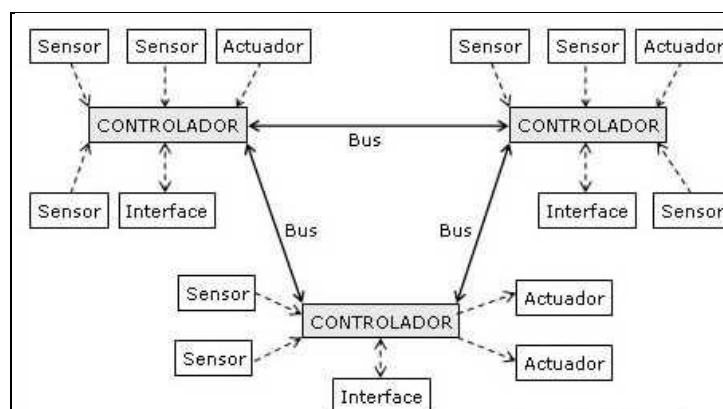 Sensor Sensor Actuador Sensor Sensor Actuador
CONTROLADOR CONTROLADOR
Bus
Sensor Interface Interface Sensor
Bus Bus
Sensor Actuador
CONTROLADOR
Sensor Actuador
Interface